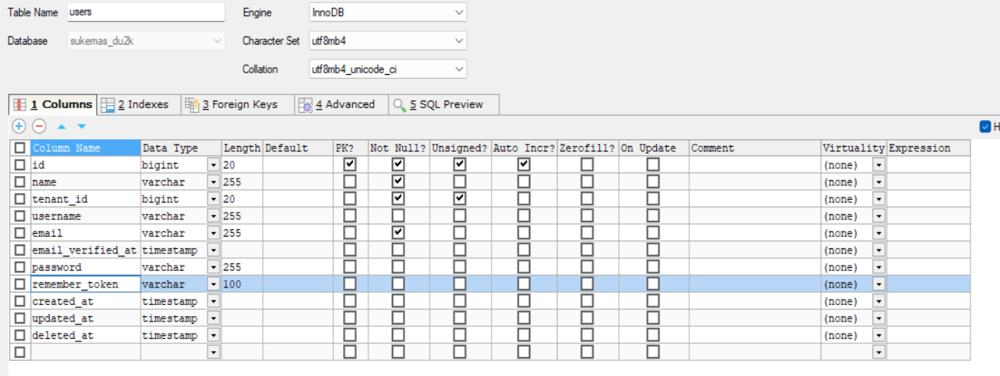 Table Name users Engine InnoDB
Database sukemas_du2k Character Set utf8mb4
Collation utf8mb4_unicode_ci
1 Columns 2 Indexes 3 Foreign Keys 4 Advanced 5 SQL Preview
H
Column Name Data Type Length Default PK? Not Null? Unsigned? Auto Incr? Zerofill? On Update Comment Virtuality Expression
id bigint 20 (none)
name varchar 255 (none)
tenant_id bigint 20 (none)
username varchar 255 (none)
email varchar 255 (none)
email_verified_at timestamp (none)
password varchar 255 (none)
remember_token varchar 100 (none)
created_at timestamp (none)
updated_at timestamp (none)
deleted_at timestamp (none)